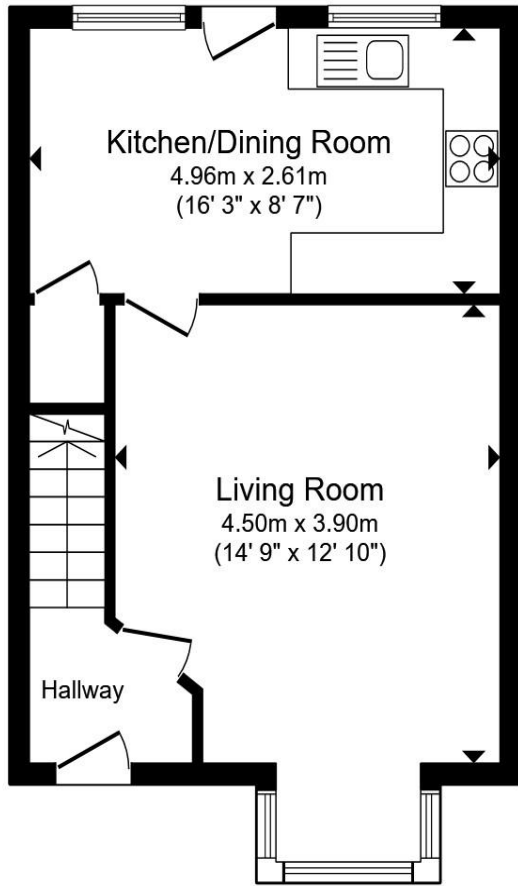 Kitchen/Dining Room
4.96m x 2.61m
(16' 3" x 8' 7")
Living Room
4.50m x 3.90m
(14' 9" x 12' 10")
Hallway